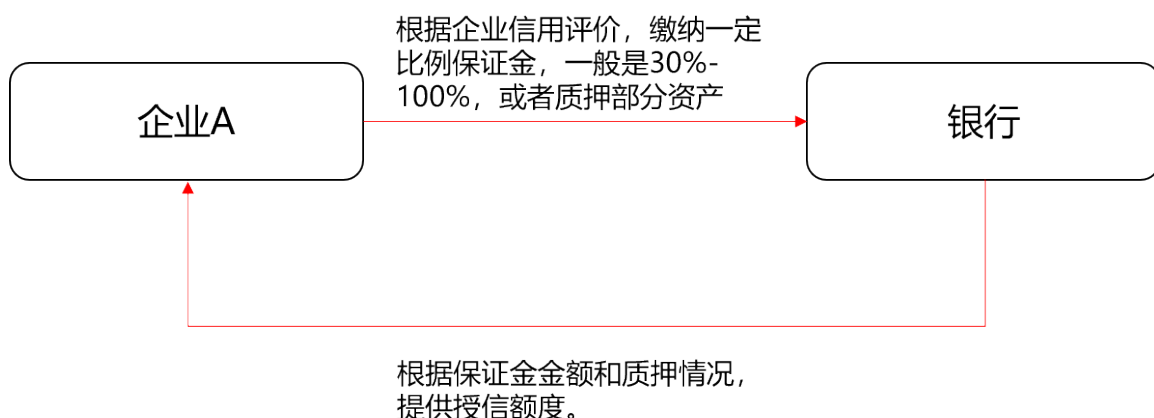 根据企业信用评价，缴纳一定
比例保证金，一般是30%-
100%，或者质押部分资产
企业A
银行
根据保证金金额和质押情况，
提供授信额度。